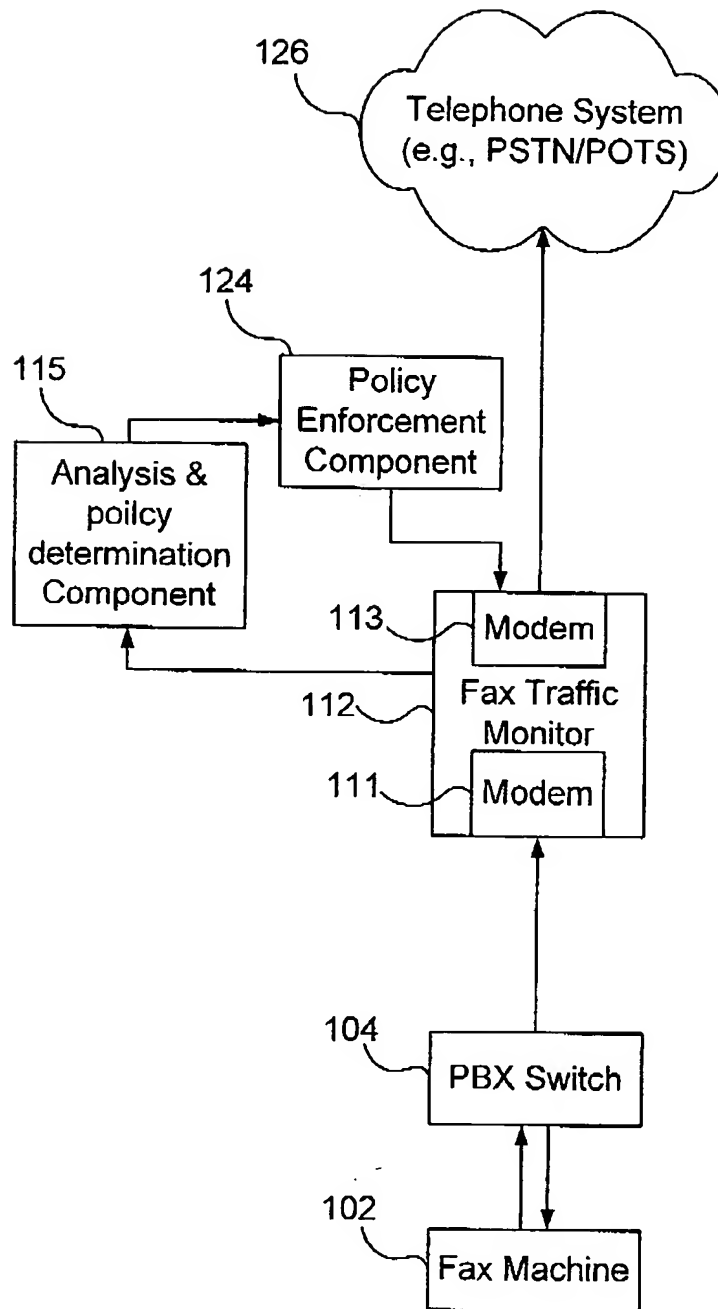 126
Telephone System
(e.g., PSTN/POTS)
124
Policy
Enforcement
Component
115
Analysis &
poilcy
determination
Component
113
Modem
Fax Traffic
Monitor
112
111
Modem
104
PBX Switch
102
Fax Machine